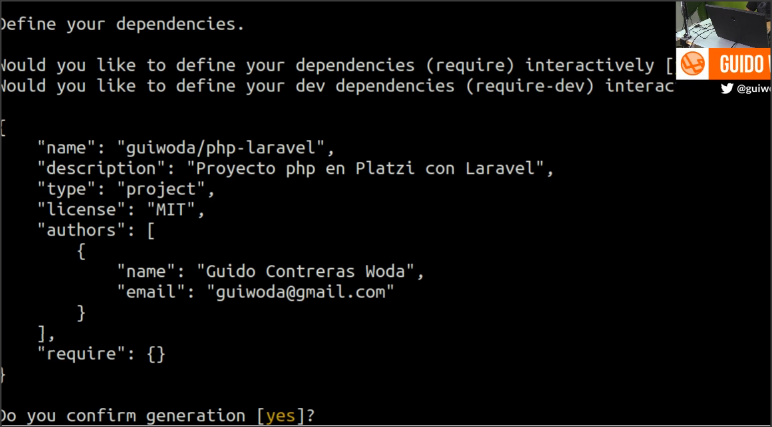 Define your dependencies.
Would you like to define your dependencies (require) interactively [
Would you like to define your dev dependencies (require-dev) interac
{
"name": "guiwoda/php-laravel",
"description": "Proyecto php en Platzi con Laravel",
"type": "project",
"license": "MIT",
"authors": [
{
"name": "Guido Contreras Woda",
"email": "guiwoda@gmail.com"
}
],
"require": {}
}
Do you confirm generation [yes]?
GUIDO
@guiwo